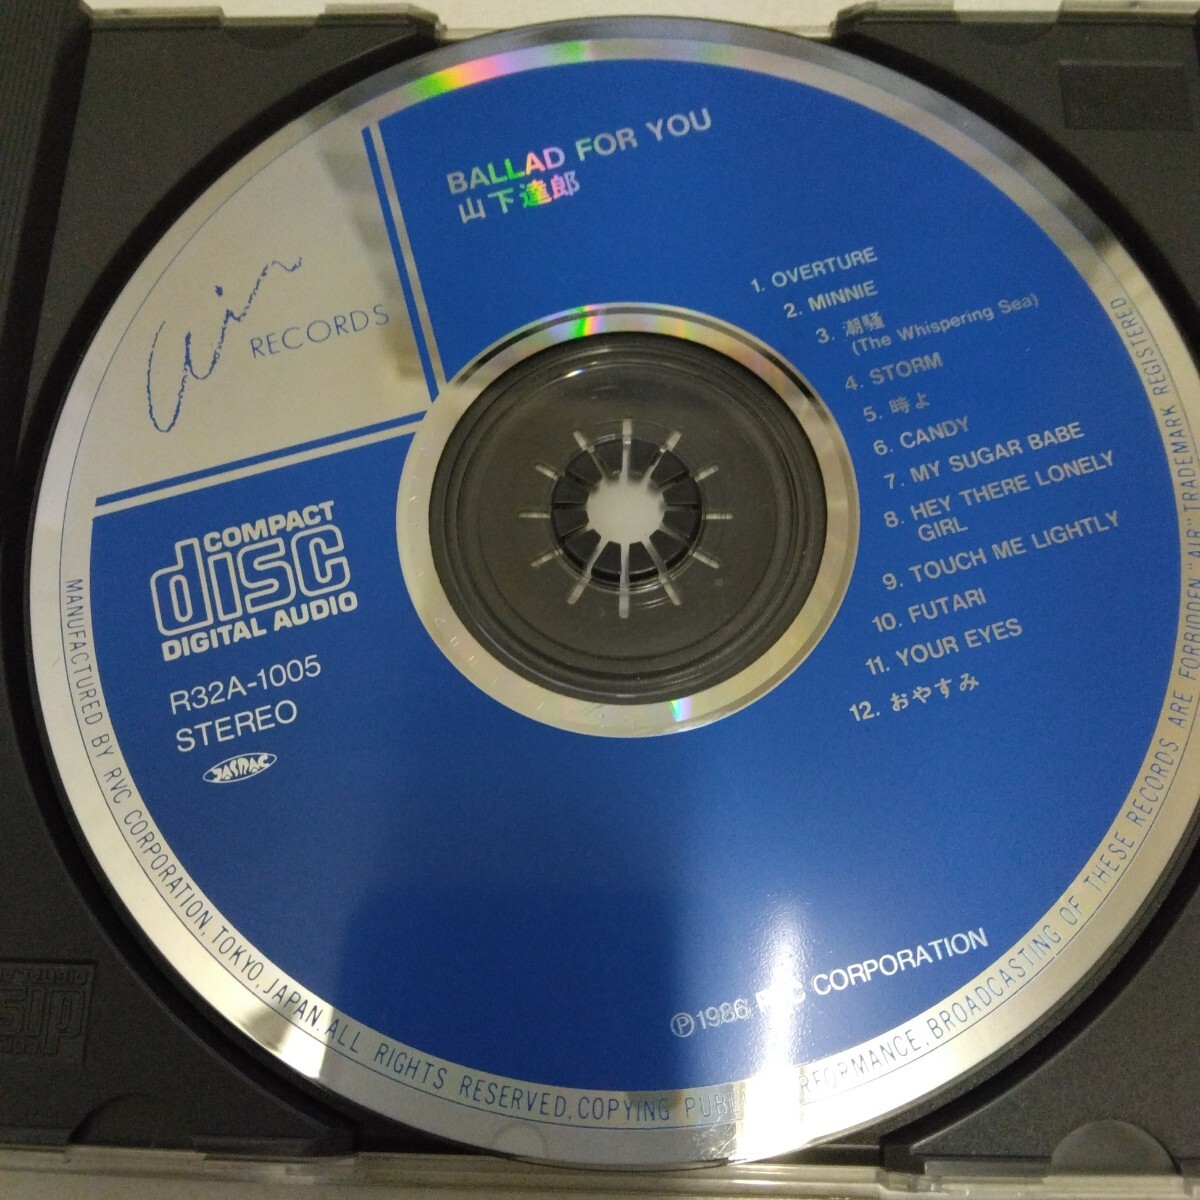 BALLAD FOR YOU
山下達郎
air
RECORDS
1. OVERTURE
2. MINNIE
3. 潮騒
(The Whispering Sea)
4. STORM
5. 時よ
6. CANDY
7. MY SUGAR BABE
8. HEY THERE LONELY
GIRL
9. TOUCH ME LIGHTLY
10. FUTARI
11. YOUR EYES
12. おやすみ
COMPACT
disc
DIGITAL AUDIO
R32A-1005
STEREO
JASRAC
Ⓟ1986 RVC CORPORATION
MANUFACTURED BY RVC CORPORATION, TOKYO, JAPAN. ALL RIGHTS RESERVED, COPYING PUBLIC PERFORMANCE, BROADCASTING OF THESE RECORDS ARE FORBIDDEN "AIR" TRADEMARK REGISTERED